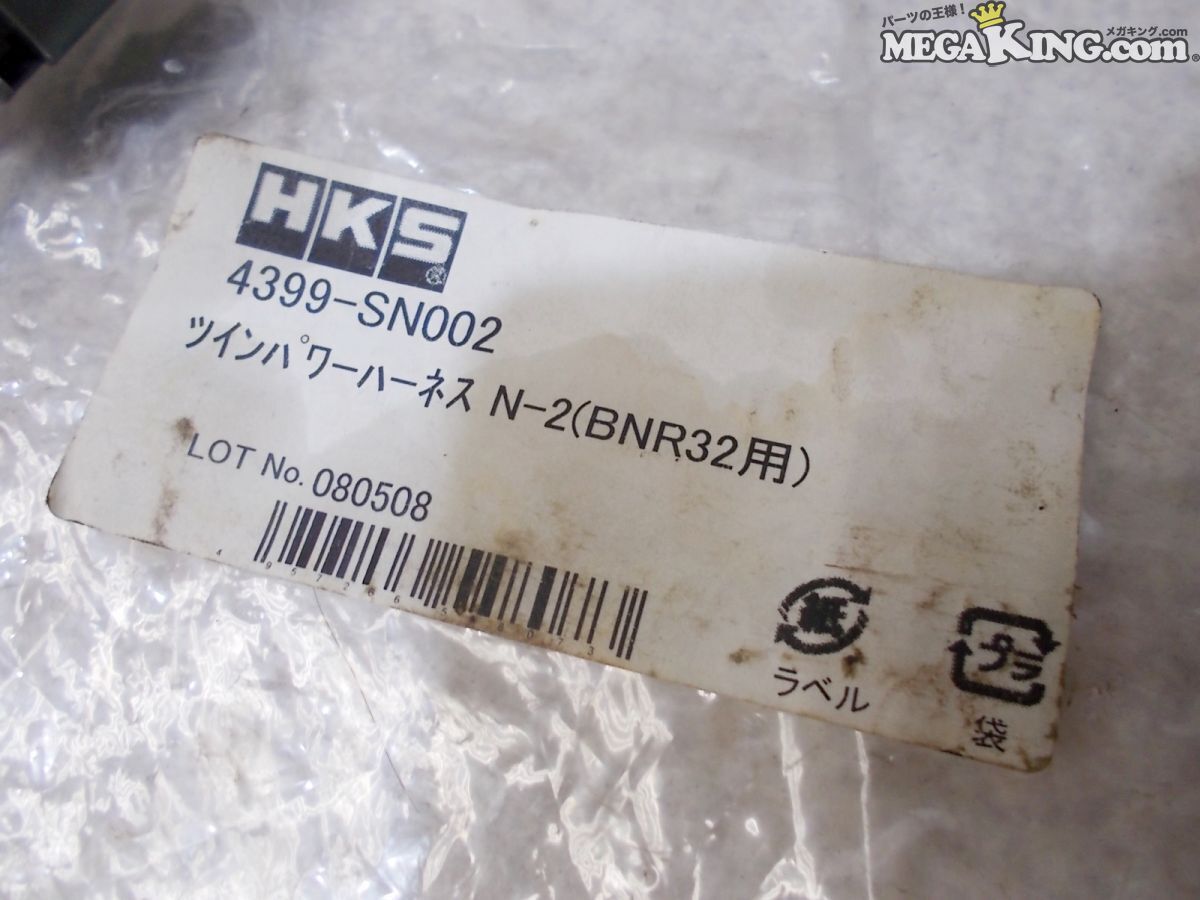 パーツの王様！
メガキング.com
MEGAKING.com®
HKS®
4399-SN002
ツインパワーハーネス N-2(BNR32用)
LOT No. 080508
紙
ラベル
プラ
袋